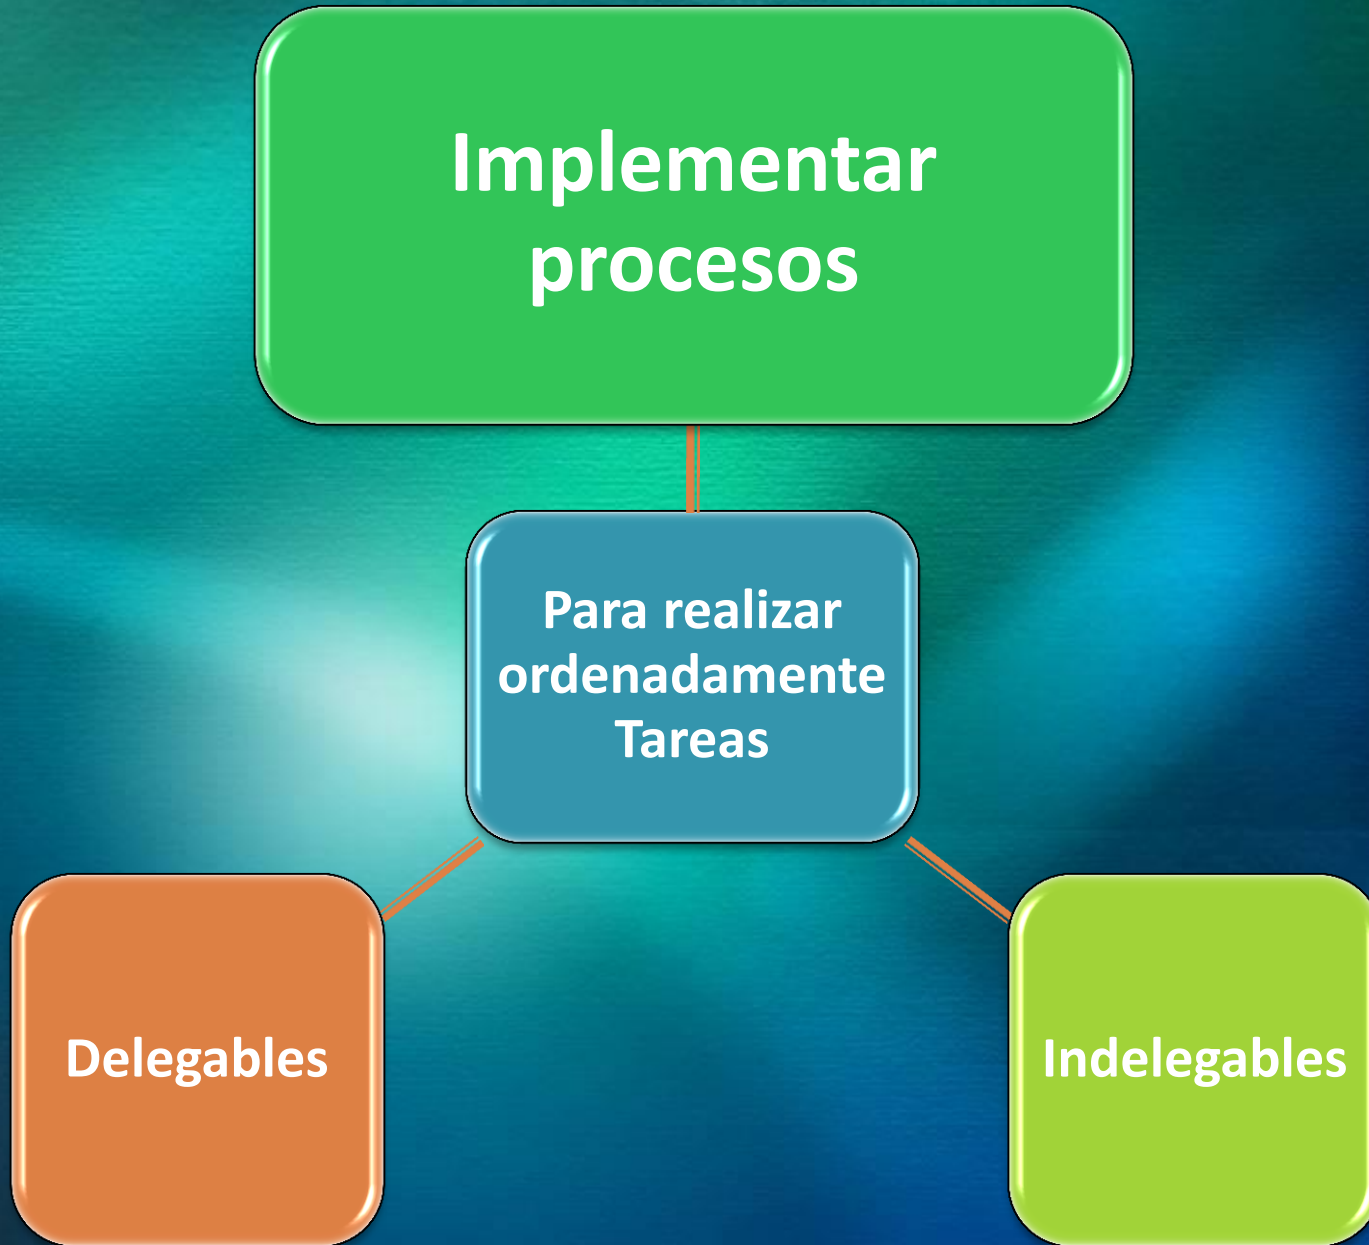 Implementar
procesos
Para realizar
ordenadamente
Tareas
Delegables
Indelegables